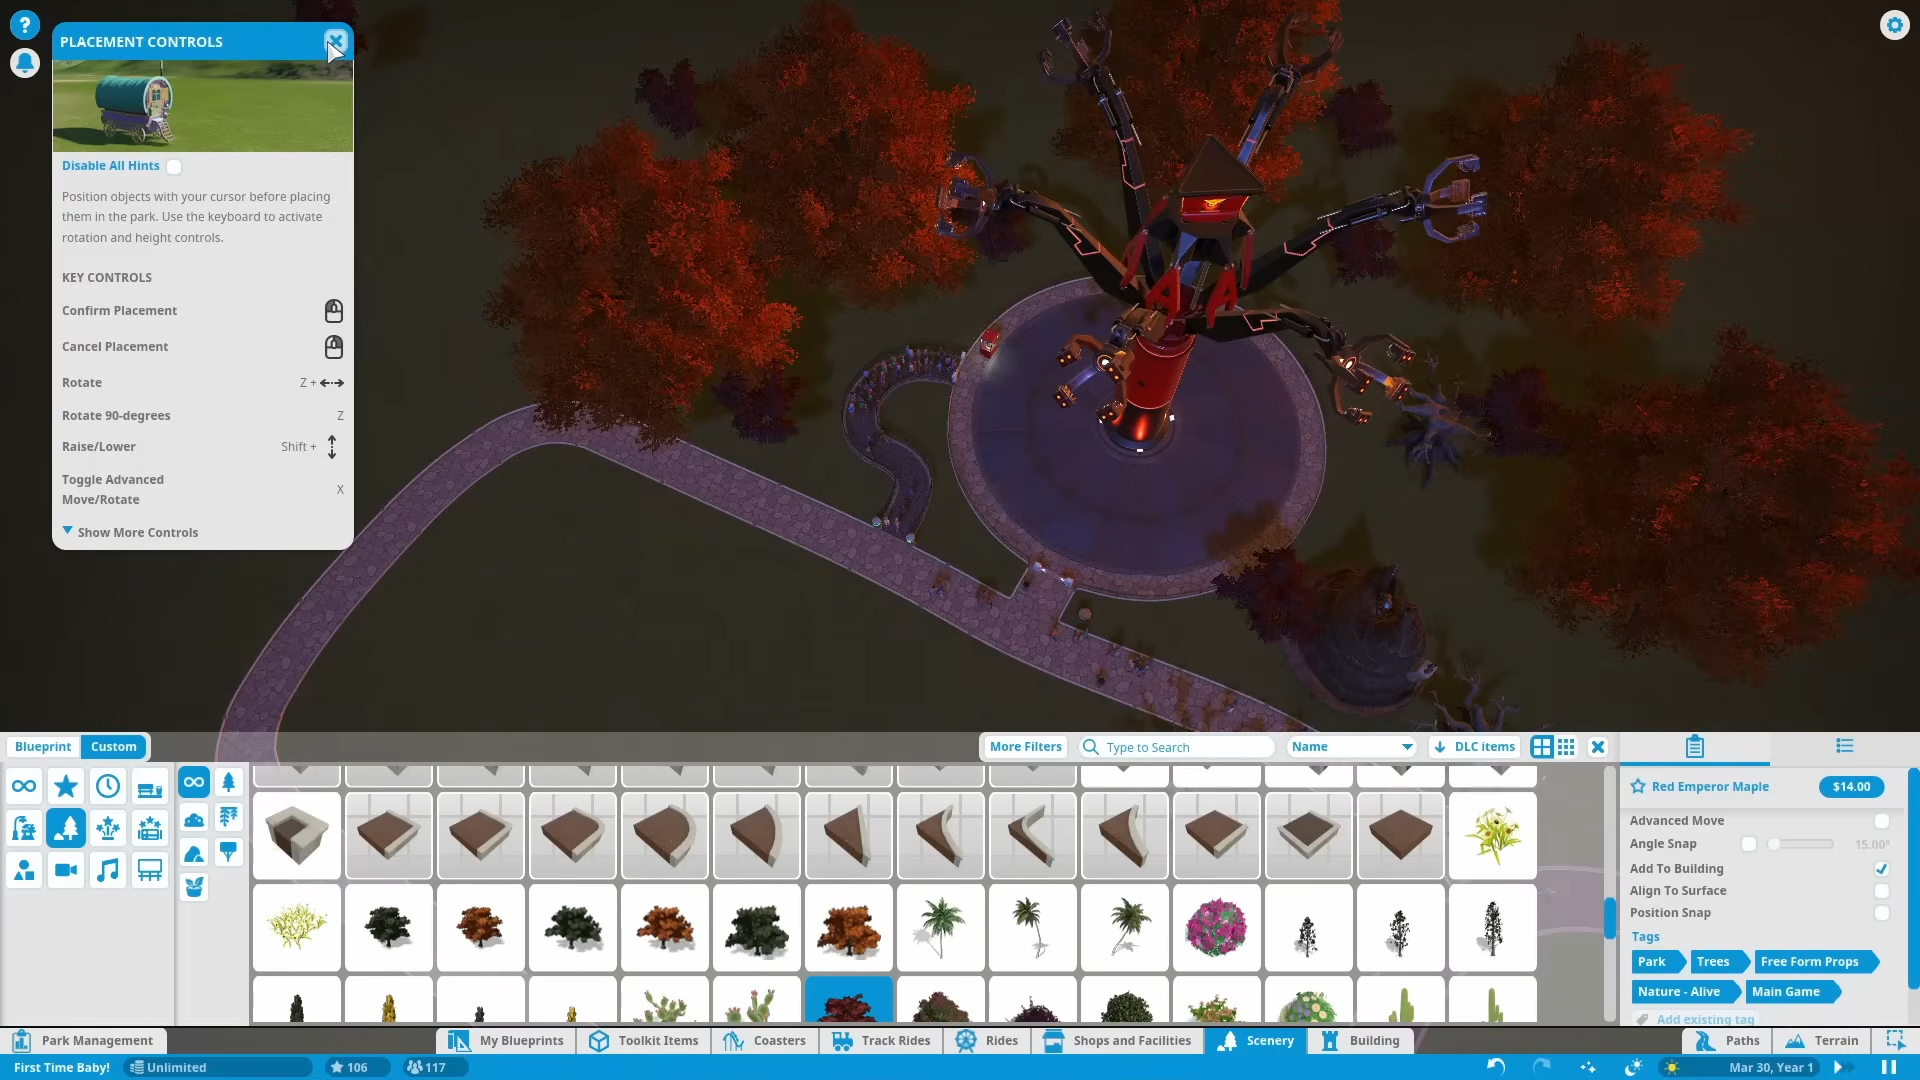 PLACEMENT CONTROLS
Disable All Hints
Position objects with your cursor before placing
them in the park. Use the keyboard to activate
rotation and height controls.
KEY CONTROLS
Confirm Placement
Cancel Placement
Rotate Z +
Rotate 90-degrees Z
Raise/Lower Shift +
Toggle Advanced
Move/Rotate X
Show More Controls
Blueprint Custom
More Filters Type to Search Name DLC items
Red Emperor Maple $14.00
Advanced Move
Angle Snap 15.00°
Add To Building
Align To Surface
Position Snap
Tags
Park Trees Free Form Props
Nature - Alive Main Game
Add existing tag
Park Management My Blueprints Toolkit Items Coasters Track Rides Rides Shops and Facilities Scenery Building Paths Terrain
First Time Baby! Unlimited 106 117 Mar 30, Year 1